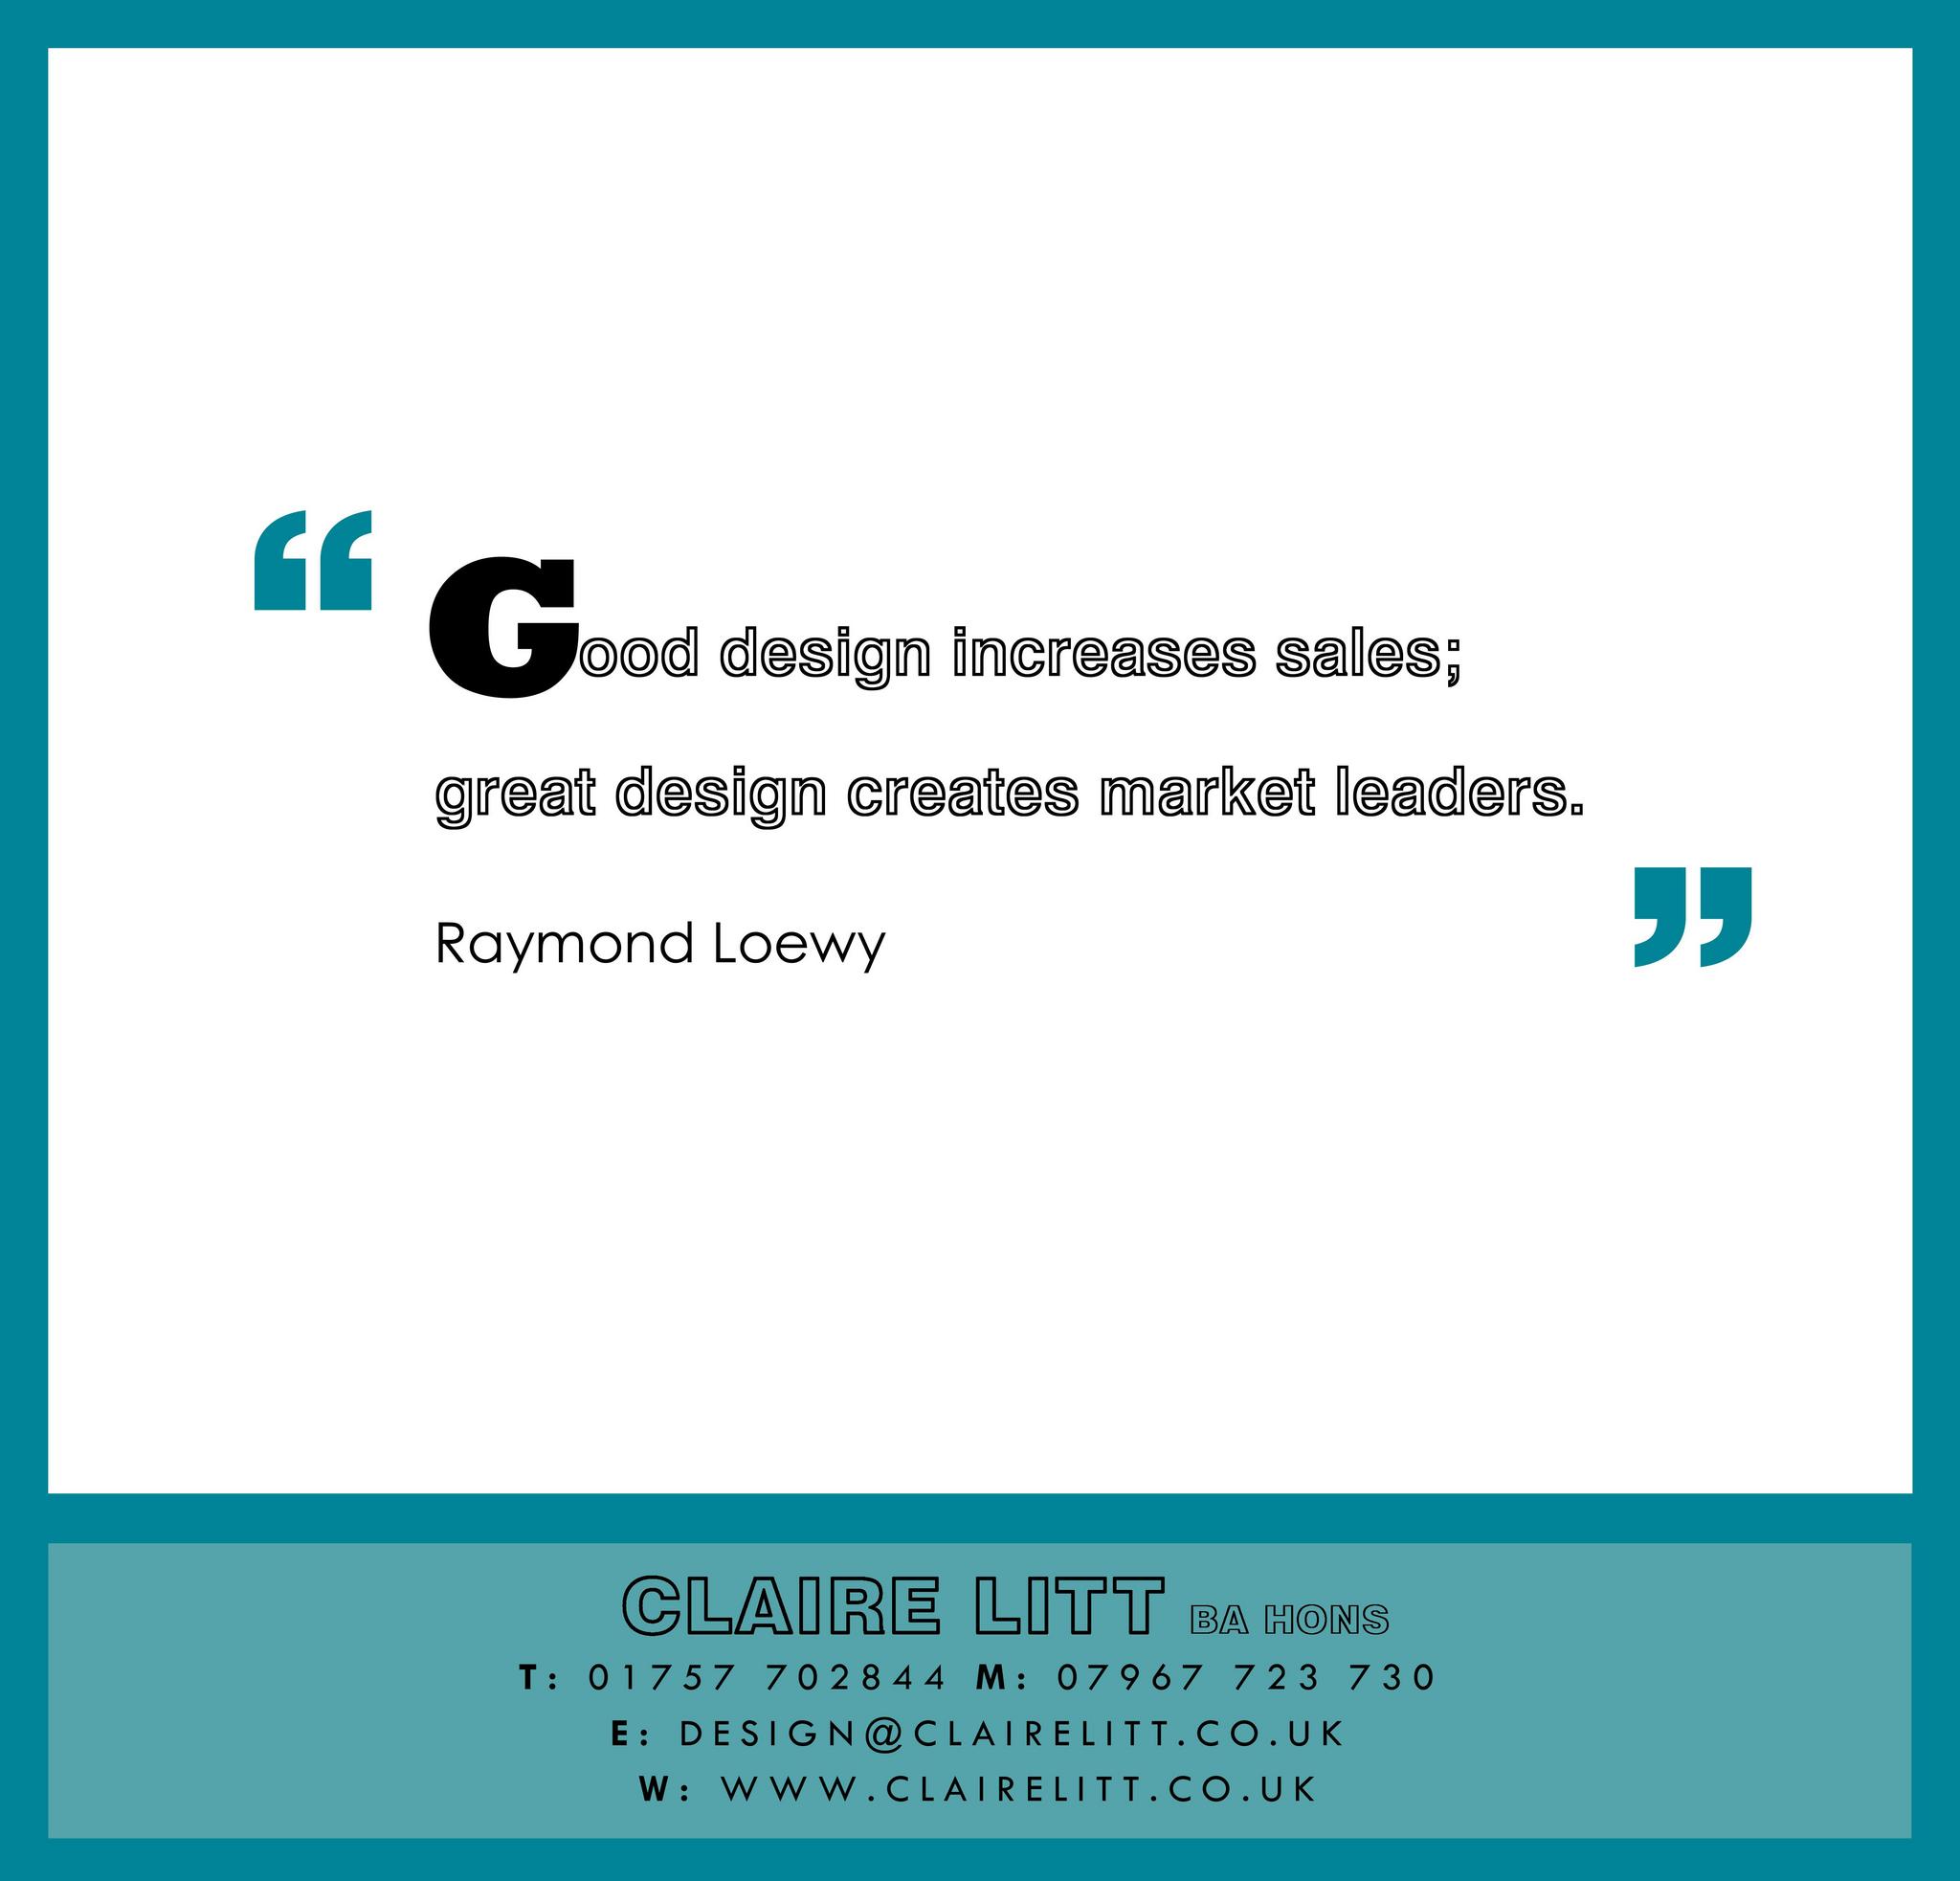 “Good design increases sales;
great design creates market leaders.
Raymond Loewy ”
CLAIRE LITT BA HONS
T: 01757 702844 M: 07967 723 730
E: DESIGN@CLAIRELITT.CO.UK
W: WWW.CLAIRELITT.CO.UK